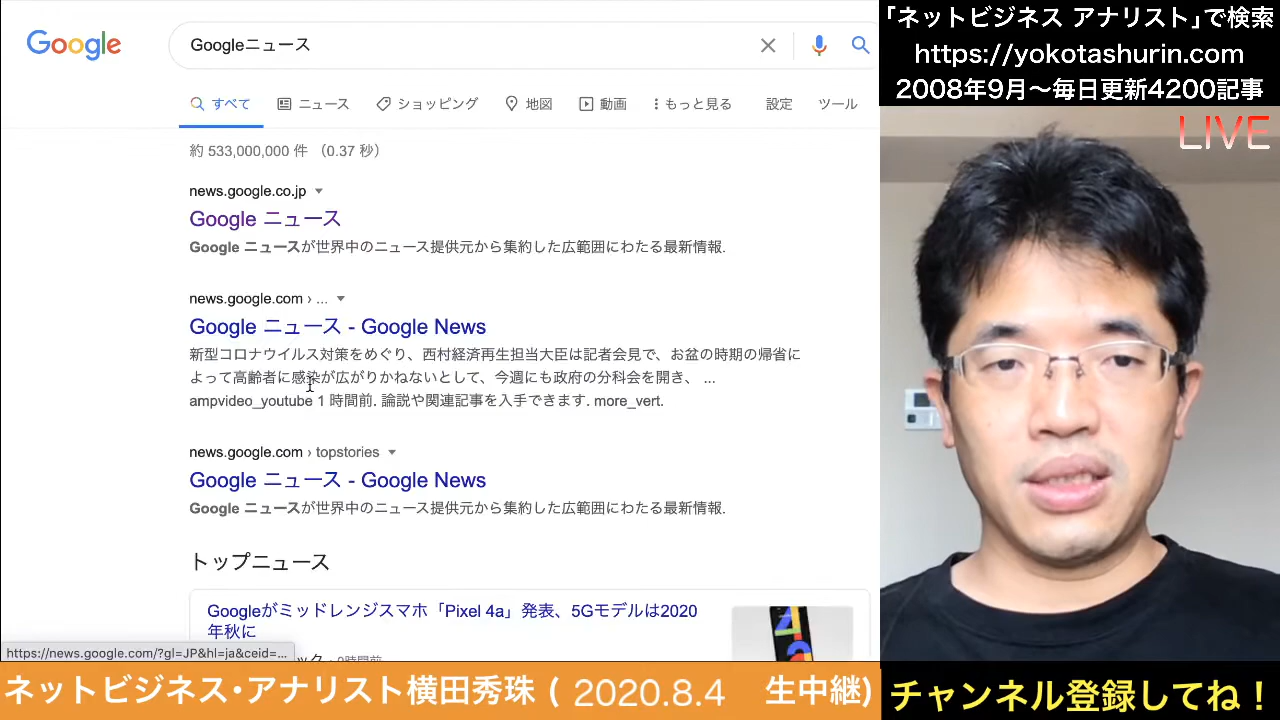 Google
Googleニュース
すべて
ニュース
ショッピング
地図
動画
もっと見る
設定
ツール
約 533,000,000 件 （0.37 秒）
news.google.co.jp
Google ニュース
Google ニュースが世界中のニュース提供元から集約した広範囲にわたる最新情報.
news.google.com › ...
Google ニュース - Google News
新型コロナウイルス対策をめぐり、西村経済再生担当大臣は記者会見で、お盆の時期の帰省に
よって高齢者に感染が広がりかねないとして、今週にも政府の分科会を開き、 ...
ampvideo_youtube 1 時間前. 論説や関連記事を入手できます. more_vert.
news.google.com › topstories
Google ニュース - Google News
Google ニュースが世界中のニュース提供元から集約した広範囲にわたる最新情報.
トップニュース
Googleがミッドレンジスマホ「Pixel 4a」発表、5Gモデルは2020
年秋に
https://news.google.com/?gl=JP&hl=ja&ceid=...
「ネットビジネス アナリスト」で検索
https://yokotashurin.com
2008年9月〜毎日更新4200記事
LIVE
ネットビジネス・アナリスト横田秀珠 ( 2020.8.4 生中継)
チャンネル登録してね！